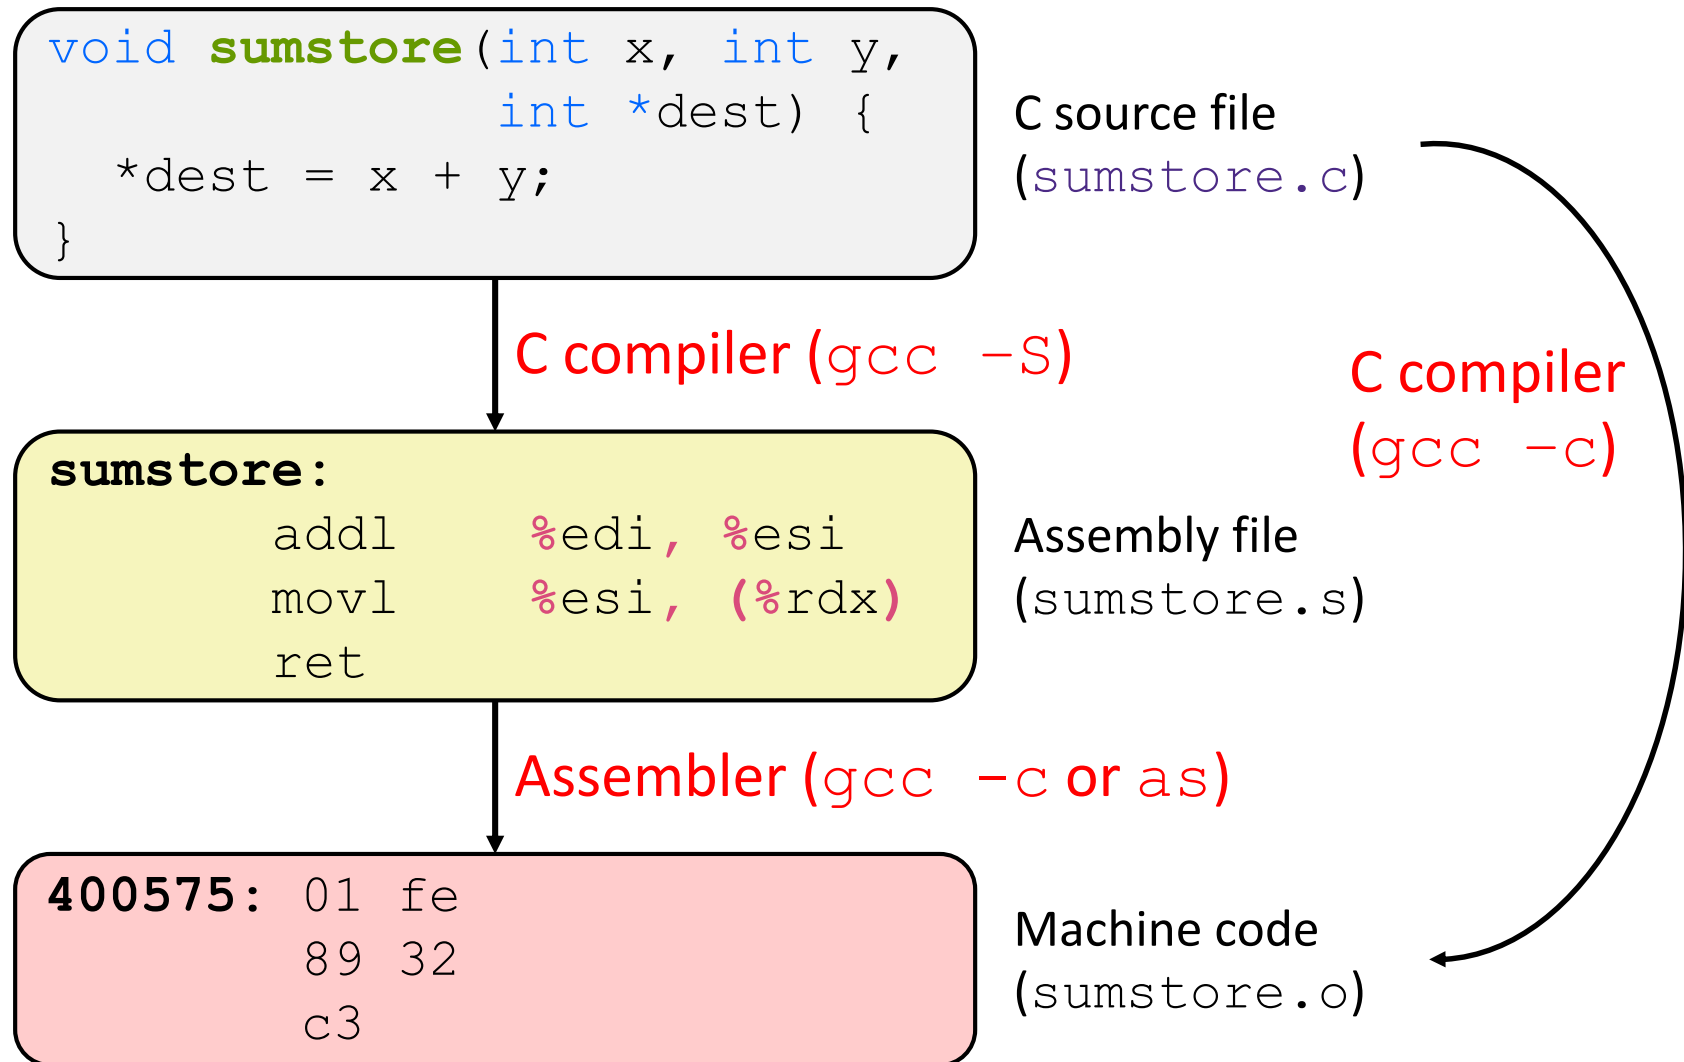 void sumstore(int x, int y,
int *dest) {
*dest = x + y;
}
C source file
(sumstore.c)
C compiler (gcc –S)
C compiler
(gcc –c)
sumstore:
addl %edi, %esi
movl %esi, (%rdx)
ret
Assembly file
(sumstore.s)
Assembler (gcc -c or as)
400575: 01 fe
89 32
c3
Machine code
(sumstore.o)